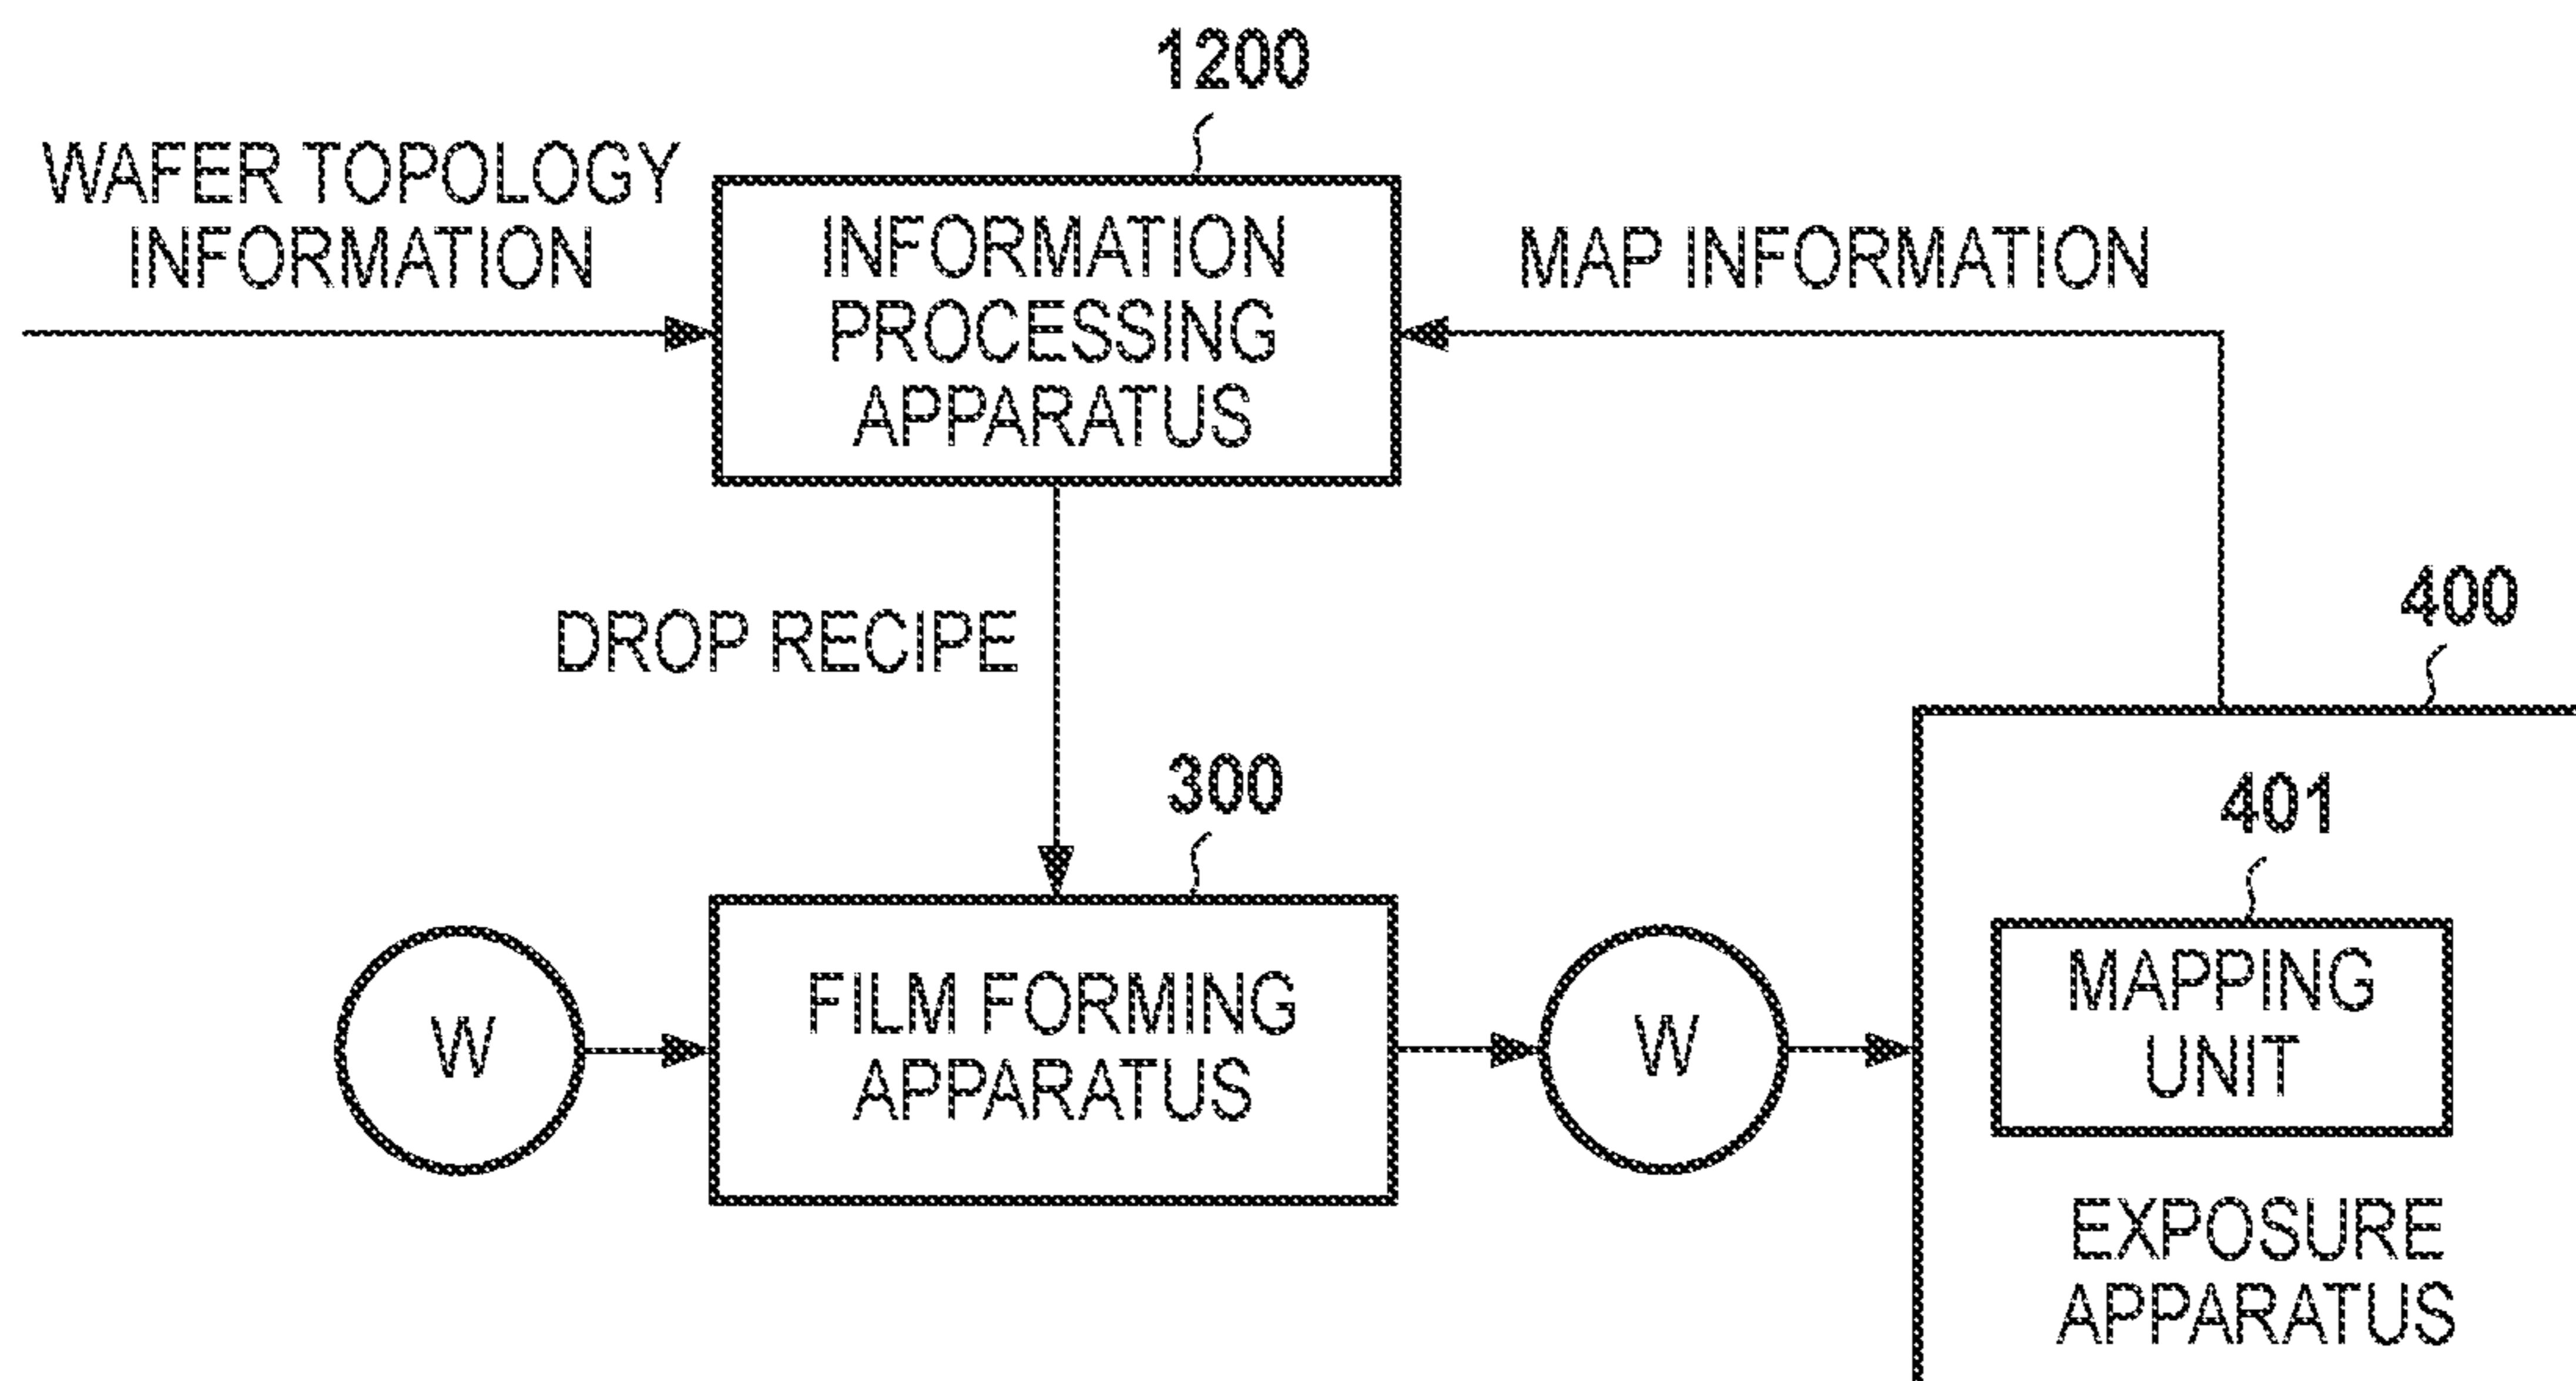 1200
WAFER TOPOLOGY
INFORMATION
INFORMATION
PROCESSING
APPARATUS
MAP INFORMATION
DROP RECIPE
400
300
401
W
FILM FORMING
APPARATUS
W
MAPPING
UNIT
EXPOSURE
APPARATUS